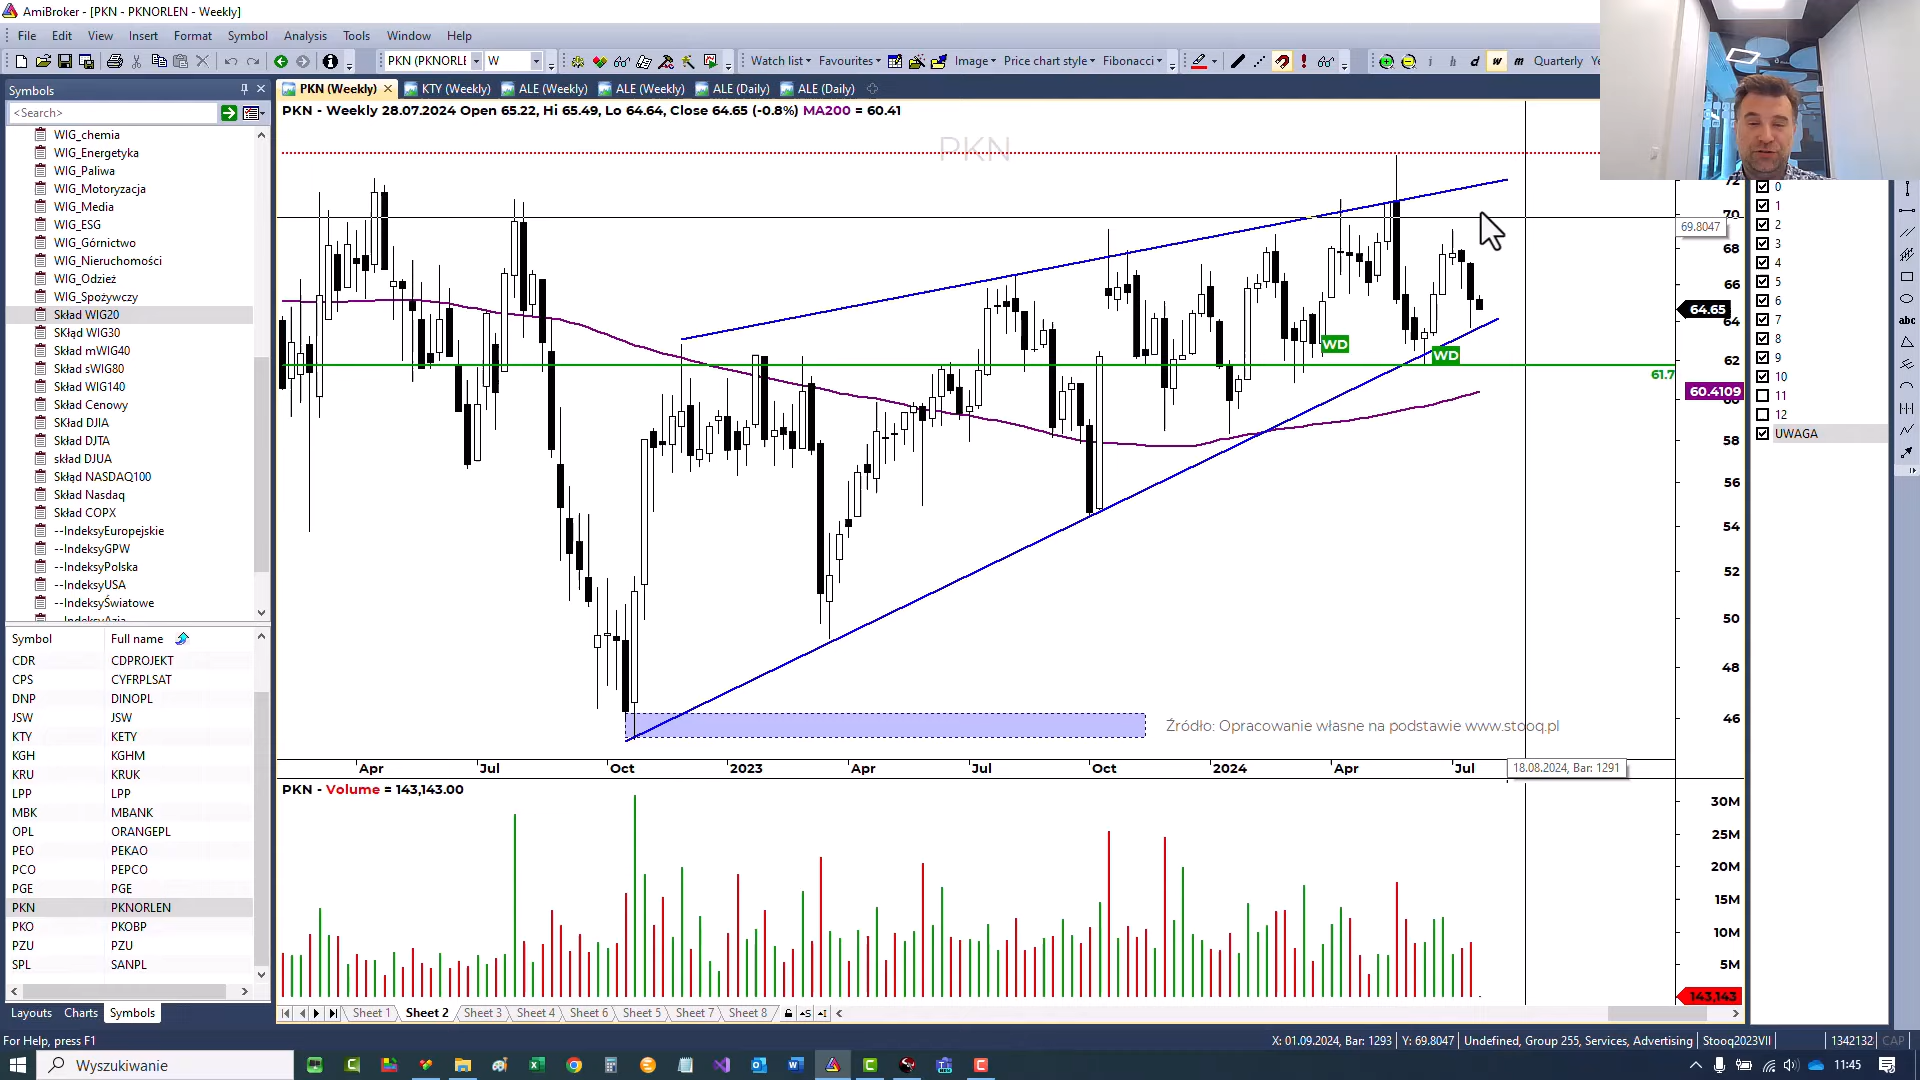 AmiBroker - [PKN - PKNORLEN - Weekly]
File Edit View Insert Format Symbol Analysis Tools Window Help
PKN (PKNORLE W Watch list Favourites Image Price chart style Fibonacci i h d w m Quarterly
Symbols
PKN (Weekly) KTY (Weekly) ALE (Weekly) ALE (Weekly) ALE (Daily) ALE (Daily)
<Search>
PKN - Weekly 28.07.2024 Open 65.22, Hi 65.49, Lo 64.64, Close 64.65 (-0.8%) MA200 = 60.41
PKN
WIG_chemia
WIG_Energetyka
WIG_Paliwa
WIG_Motoryzacja
WIG_Media
WIG_ESG
WIG_Górnictwo
WIG_Nieruchomości
WIG_Odzież
WIG_Spożywczy
Skład WIG20
SKład WIG30
Skład mWIG40
Skład sWIG80
Skład WIG140
Skład Cenowy
SKład DJIA
Skład DJTA
skład DJUA
Skłąd NASDAQ100
Skład Nasdaq
Skład COPX
--IndeksyEuropejskie
--IndeksyGPW
--IndeksyPolska
--IndeksyUSA
--IndeksyŚwiatowe
72
70
69.8047
68
66
64.65
64
62
61.7
60.4109
58
56
54
52
50
48
46
WD
WD
Źródło: Opracowanie własne na podstawie www.stooq.pl
Apr Jul Oct 2023 Apr Jul Oct 2024 Apr Jul 18.08.2024, Bar: 1291
0
1
2
3
4
5
6
7
8
9
10
11
12
UWAGA
abc
Symbol Full name
CDR CDPROJEKT
CPS CYFRPLSAT
DNP DINOPL
JSW JSW
KTY KETY
KGH KGHM
KRU KRUK
LPP LPP
MBK MBANK
OPL ORANGEPL
PEO PEKAO
PCO PEPCO
PGE PGE
PKN PKNORLEN
PKO PKOBP
PZU PZU
SPL SANPL
PKN - Volume = 143,143.00
30M
25M
20M
15M
10M
5M
143,143
Layouts Charts Symbols
Sheet 1 Sheet 2 Sheet 3 Sheet 4 Sheet 5 Sheet 6 Sheet 7 Sheet 8
For Help, press F1
X: 01.09.2024, Bar: 1293 Y: 69.8047 Undefined, Group 255, Services, Advertising Stooq2023VII 1342132 CAP
Wyszukiwanie
11:45